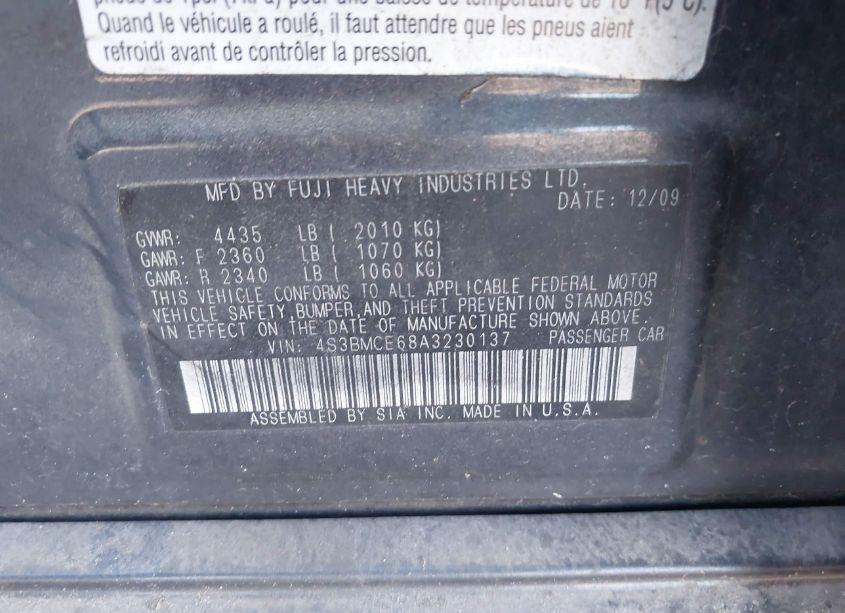 Quand le véhicule a roulé, il faut attendre que les pneus aient
refroidi avant de contrôler la pression.
MFD BY FUJI HEAVY INDUSTRIES LTD.
DATE: 12/09
GVWR: 4435 LB ( 2010 KG)
GAWR: F 2360 LB ( 1070 KG)
GAWR: R 2340 LB ( 1060 KG)
THIS VEHICLE CONFORMS TO ALL APPLICABLE FEDERAL MOTOR
VEHICLE SAFETY,BUMPER,AND THEFT PREVENTION STANDARDS
IN EFFECT ON THE DATE OF MANUFACTURE SHOWN ABOVE.
VIN: 4S3BMCE68A3230137 PASSENGER CAR
ASSEMBLED BY SIA INC. MADE IN U.S.A.